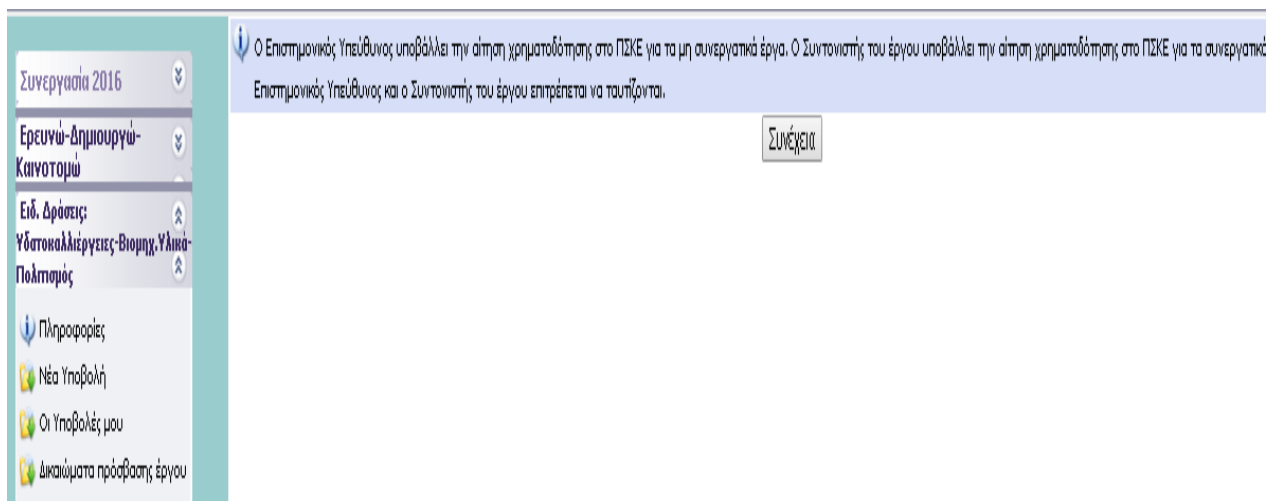 Ο Επιστημονικός Υπεύθυνος υποβάλλει την αίτηση χρηματοδότησης στο ΠΣΚΕ για τα μη συνεργατικά έργα. Ο Συντονιστής του έργου υποβάλλει την αίτηση χρηματοδότησης στο ΠΣΚΕ για τα συνεργατικά
Επιστημονικός Υπεύθυνος και ο Συντονιστής του έργου επιτρέπεται να ταυτίζονται.
Συνέχεια
Συνεργασία 2016
Ερευνώ-Δημιουργώ-
Καινοτομώ
Ειδ. Δράσεις:
Υδατοκαλλιέργειες-Βιομηχ.Υλικά-
Πολιτισμός
Πληροφορίες
Νέα Υποβολή
Οι Υποβολές μου
Δικαιώματα πρόσβασης έργου